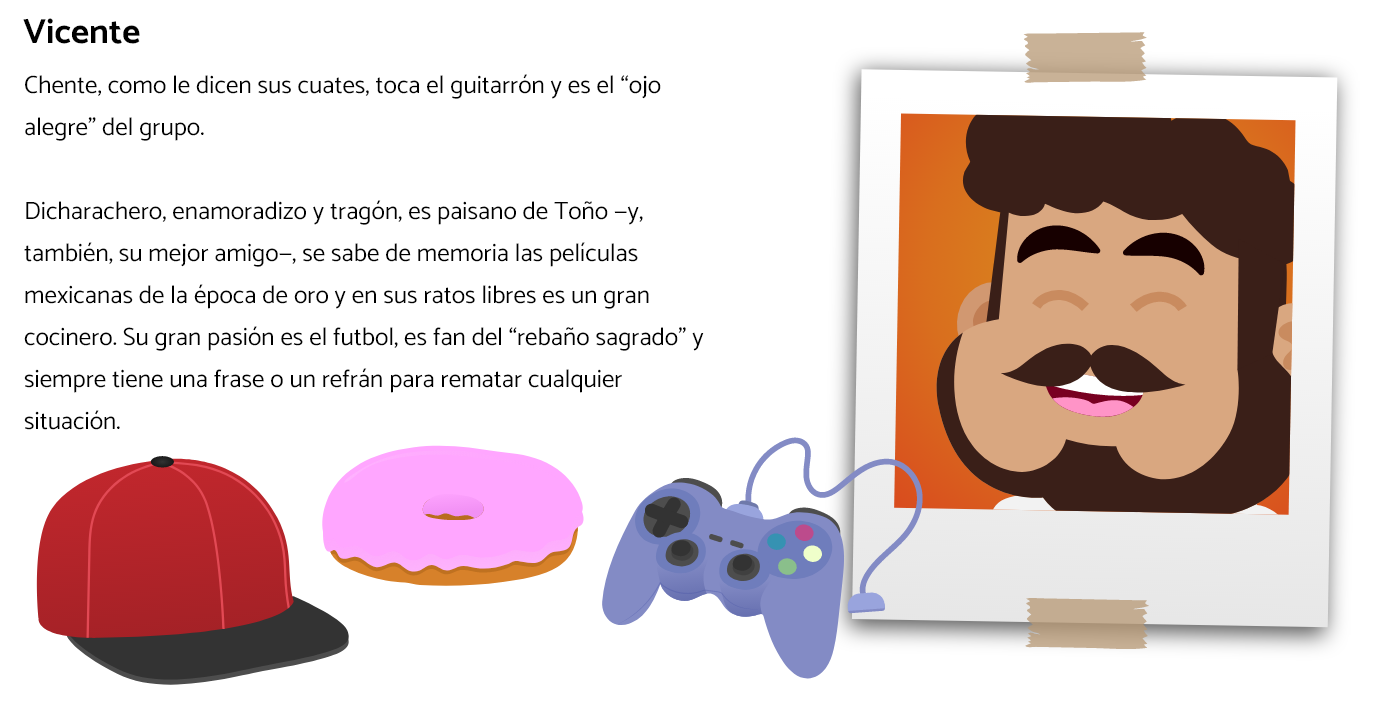 Vicente
Chente, como le dicen sus cuates, toca el guitarrón y es el “ojo
alegre” del grupo.
Dicharachero, enamoradizo y tragón, es paisano de Toño –y,
también, su mejor amigo–, se sabe de memoria las películas
mexicanas de la época de oro y en sus ratos libres es un gran
cocinero. Su gran pasión es el futbol, es fan del “rebaño sagrado” y
siempre tiene una frase o un refrán para rematar cualquier
situación.